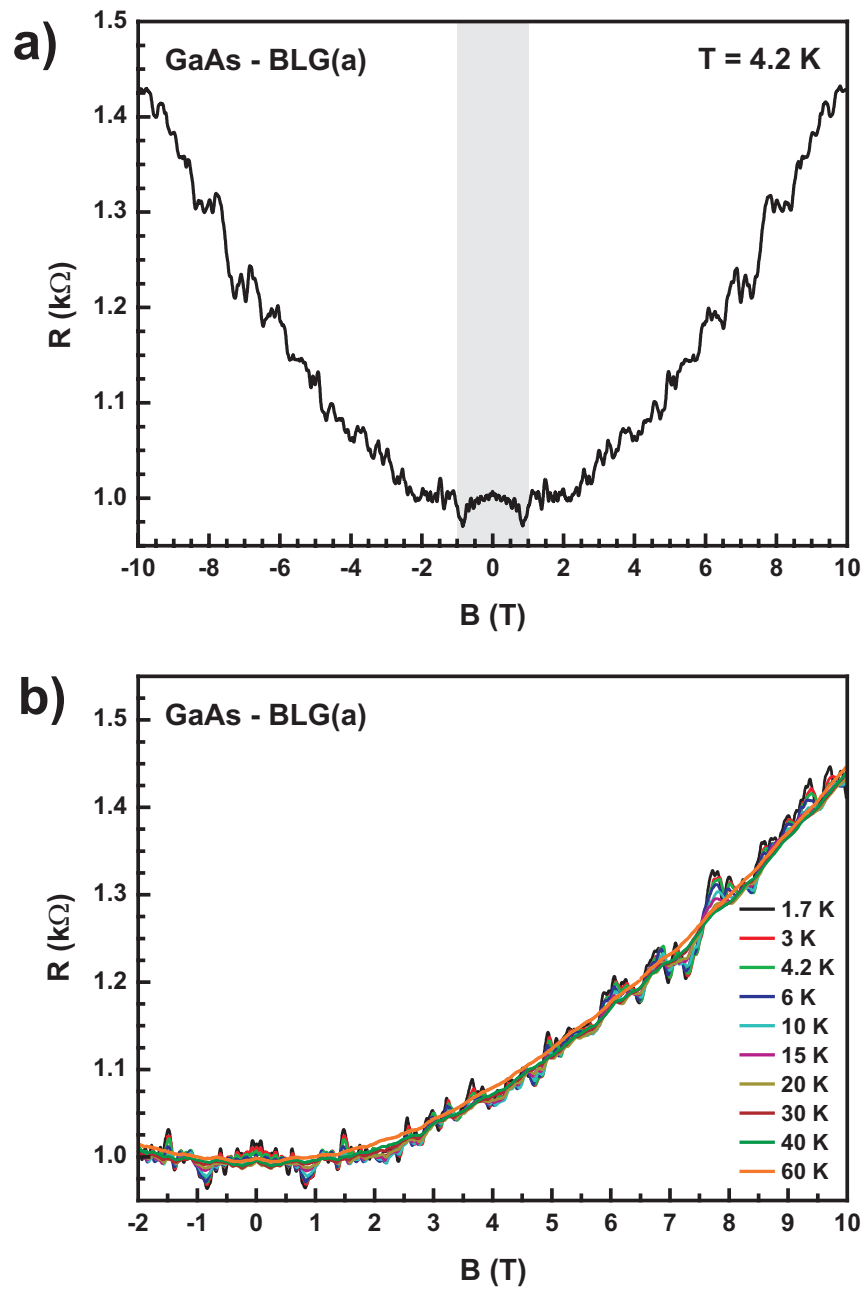 a)
GaAs - BLG(a)
T = 4.2 K
R (kΩ)
1.5
1.4
1.3
1.2
1.1
1.0
-10 -8 -6 -4 -2 0 2 4 6 8 10
B (T)
b)
GaAs - BLG(a)
R (kΩ)
1.5
1.4
1.3
1.2
1.1
1.0
1.7 K
3 K
4.2 K
6 K
10 K
15 K
20 K
30 K
40 K
60 K
-2 -1 0 1 2 3 4 5 6 7 8 9 10
B (T)